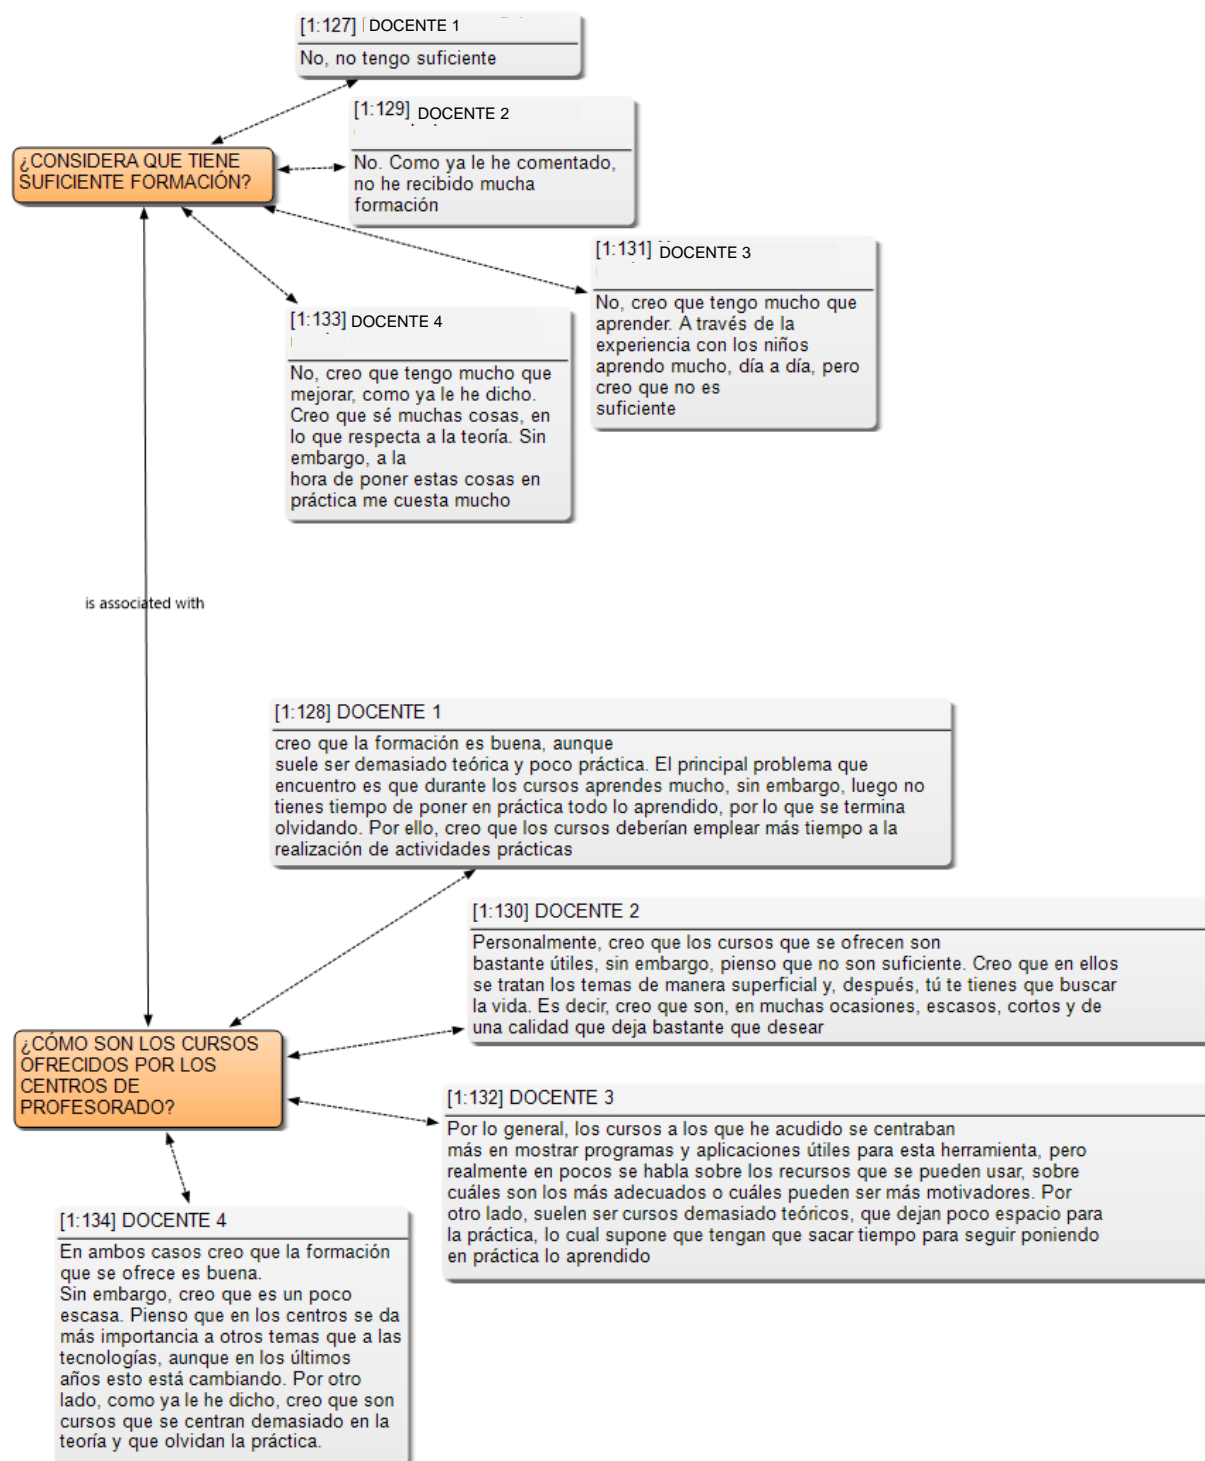 [1:127] DOCENTE 1
No, no tengo suficiente
[1:129] DOCENTE 2
No. Como ya le he comentado,
no he recibido mucha
formación
¿CONSIDERA QUE TIENE
SUFICIENTE FORMACIÓN?
[1:131] DOCENTE 3
No, creo que tengo mucho que
aprender. A través de la
experiencia con los niños
aprendo mucho, día a día, pero
creo que no es
suficiente
[1:133] DOCENTE 4
No, creo que tengo mucho que
mejorar, como ya le he dicho.
Creo que sé muchas cosas, en
lo que respecta a la teoría. Sin
embargo, a la
hora de poner estas cosas en
práctica me cuesta mucho
is associated with
[1:128] DOCENTE 1
creo que la formación es buena, aunque
suele ser demasiado teórica y poco práctica. El principal problema que
encuentro es que durante los cursos aprendes mucho, sin embargo, luego no
tienes tiempo de poner en práctica todo lo aprendido, por lo que se termina
olvidando. Por ello, creo que los cursos deberían emplear más tiempo a la
realización de actividades prácticas
[1:130] DOCENTE 2
Personalmente, creo que los cursos que se ofrecen son
bastante útiles, sin embargo, pienso que no son suficiente. Creo que en ellos
se tratan los temas de manera superficial y, después, tú te tienes que buscar
la vida. Es decir, creo que son, en muchas ocasiones, escasos, cortos y de
una calidad que deja bastante que desear
¿CÓMO SON LOS CURSOS
OFRECIDOS POR LOS
CENTROS DE
PROFESORADO?
[1:132] DOCENTE 3
Por lo general, los cursos a los que he acudido se centraban
más en mostrar programas y aplicaciones útiles para esta herramienta, pero
realmente en pocos se habla sobre los recursos que se pueden usar, sobre
cuáles son los más adecuados o cuáles pueden ser más motivadores. Por
otro lado, suelen ser cursos demasiado teóricos, que dejan poco espacio para
la práctica, lo cual supone que tengan que sacar tiempo para seguir poniendo
en práctica lo aprendido
[1:134] DOCENTE 4
En ambos casos creo que la formación
que se ofrece es buena.
Sin embargo, creo que es un poco
escasa. Pienso que en los centros se da
más importancia a otros temas que a las
tecnologías, aunque en los últimos
años esto está cambiando. Por otro
lado, como ya le he dicho, creo que son
cursos que se centran demasiado en la
teoría y que olvidan la práctica.